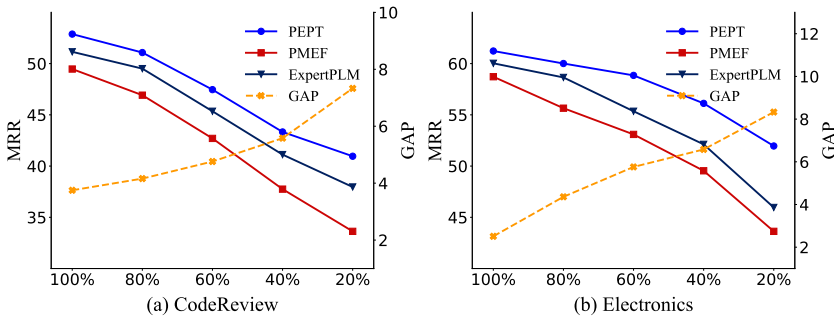 PEPT
PMEF
ExpertPLM
GAP
MRR
50
45
40
35
10
8
6
4
2
GAP
100% 80% 60% 40% 20%
(a) CodeReview
PEPT
PMEF
ExpertPLM
GAP
MRR
60
55
50
45
12
10
8
6
4
2
GAP
100% 80% 60% 40% 20%
(b) Electronics